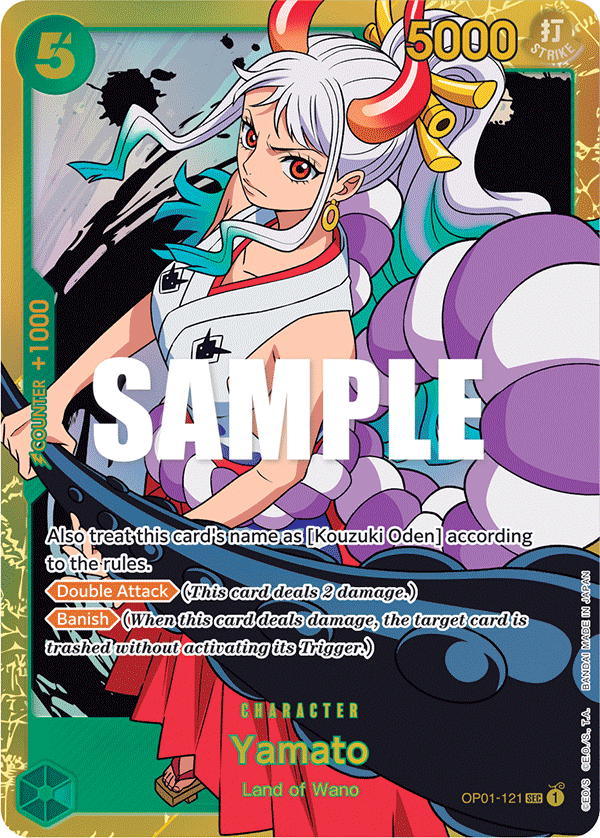 5
5000
打
STRIKE
COUNTER +1000
SAMPLE
Also treat this card's name as [Kouzuki Oden] according
to the rules.
Double Attack (This card deals 2 damage.)
Banish (When this card deals damage, the target card is
trashed without activating its Trigger.)
CHARACTER
Yamato
Land of Wano
OP01-121 SEC 1
©E.O/S ©E.O./S., T.A. BANDAI MADE IN JAPAN